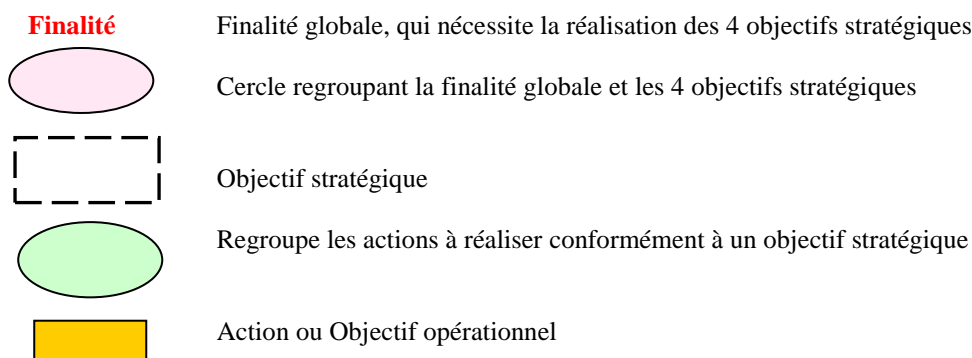 Finalité Finalité globale, qui nécessite la réalisation des 4 objectifs stratégiques
Cercle regroupant la finalité globale et les 4 objectifs stratégiques
Objectif stratégique
Regroupe les actions à réaliser conformément à un objectif stratégique
Action ou Objectif opérationnel